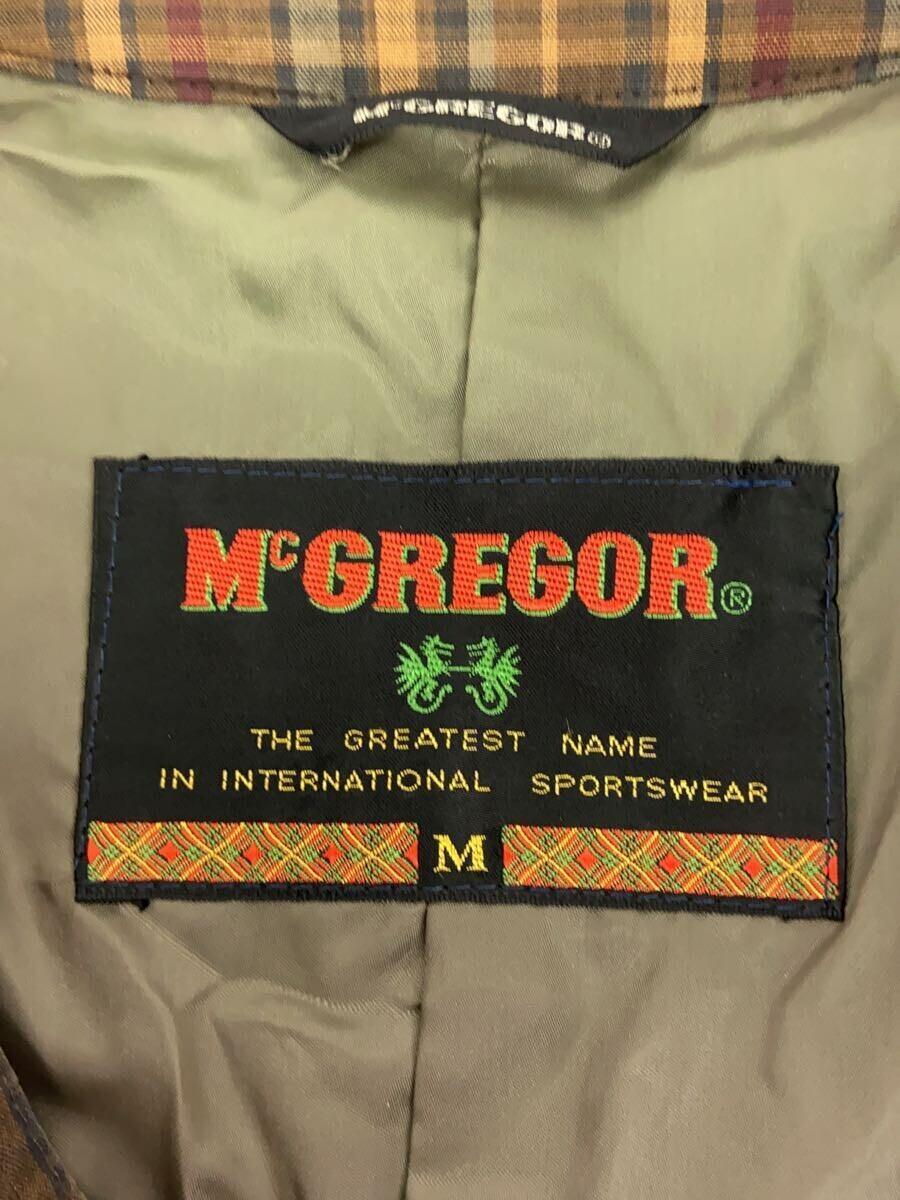 McGREGOR®
McGREGOR®
THE GREATEST NAME
IN INTERNATIONAL SPORTSWEAR
M